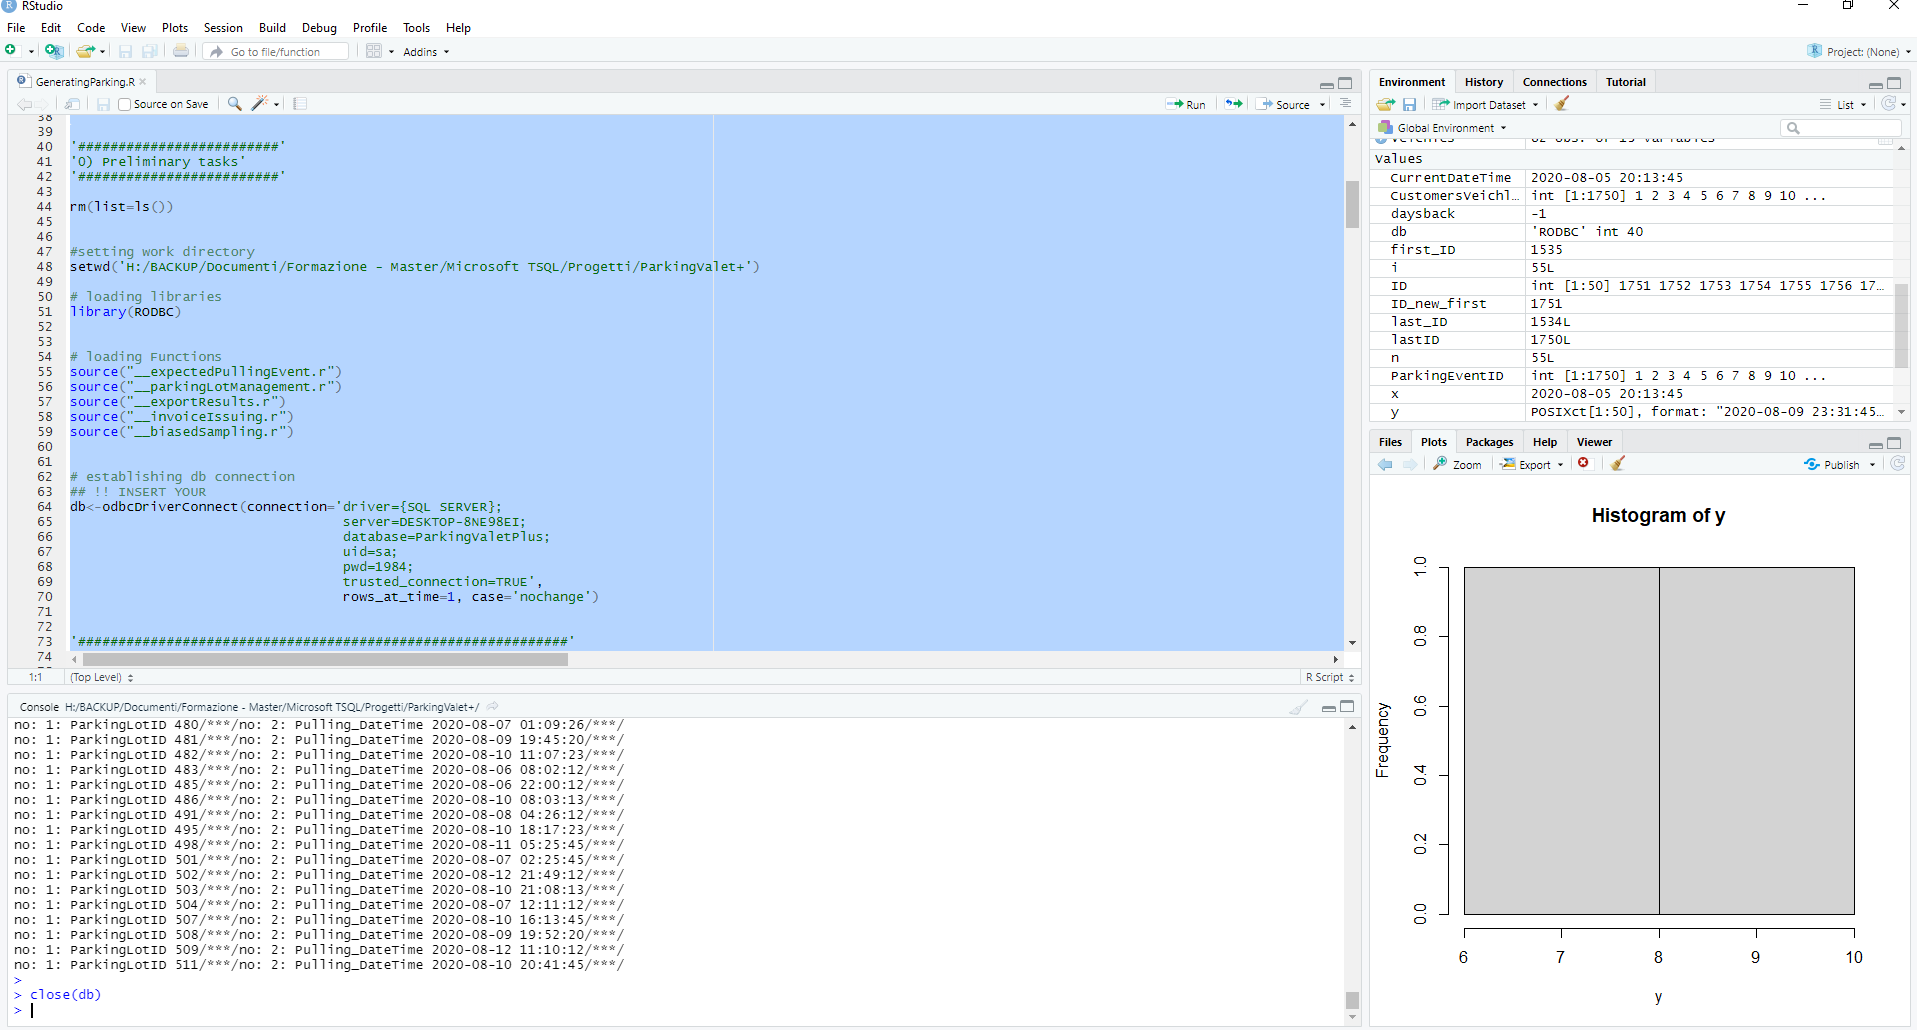 RStudio
File Edit Code View Plots Session Build Debug Profile Tools Help
Go to file/function Addins Project: (None)
GeneratingParking.R
Source on Save Run Source
38
39
40 '#########################'
41 '0) Preliminary tasks'
42 '#########################'
43
44 rm(list=ls())
45
46
47 #setting work directory
48 setwd('H:/BACKUP/Documenti/Formazione - Master/Microsoft TSQL/Progetti/ParkingValet+')
49
50 # loading libraries
51 library(RODBC)
52
53
54 # loading Functions
55 source("__expectedPullingEvent.r")
56 source("__parkingLotManagement.r")
57 source("__exportResults.r")
58 source("__invoiceIssuing.r")
59 source("__biasedSampling.r")
60
61
62 # establishing db connection
63 ## !! INSERT YOUR
64 db<-odbcDriverConnect(connection='driver={SQL SERVER};
65 server=DESKTOP-8NE98EI;
66 database=ParkingValetPlus;
67 uid=sa;
68 pwd=1984;
69 trusted_connection=TRUE',
70 rows_at_time=1, case='nochange')
71
72
73 '#############################################################'
74
1:1 (Top Level) R Script
Console H:/BACKUP/Documenti/Formazione - Master/Microsoft TSQL/Progetti/ParkingValet+/
no: 1: ParkingLotID 480/***/no: 2: Pulling_DateTime 2020-08-07 01:09:26/***/
no: 1: ParkingLotID 481/***/no: 2: Pulling_DateTime 2020-08-09 19:45:20/***/
no: 1: ParkingLotID 482/***/no: 2: Pulling_DateTime 2020-08-10 11:07:23/***/
no: 1: ParkingLotID 483/***/no: 2: Pulling_DateTime 2020-08-06 08:02:12/***/
no: 1: ParkingLotID 485/***/no: 2: Pulling_DateTime 2020-08-06 22:00:12/***/
no: 1: ParkingLotID 486/***/no: 2: Pulling_DateTime 2020-08-10 08:03:13/***/
no: 1: ParkingLotID 491/***/no: 2: Pulling_DateTime 2020-08-08 04:26:12/***/
no: 1: ParkingLotID 495/***/no: 2: Pulling_DateTime 2020-08-10 18:17:23/***/
no: 1: ParkingLotID 498/***/no: 2: Pulling_DateTime 2020-08-11 05:25:45/***/
no: 1: ParkingLotID 501/***/no: 2: Pulling_DateTime 2020-08-07 02:25:45/***/
no: 1: ParkingLotID 502/***/no: 2: Pulling_DateTime 2020-08-12 21:49:12/***/
no: 1: ParkingLotID 503/***/no: 2: Pulling_DateTime 2020-08-10 21:08:13/***/
no: 1: ParkingLotID 504/***/no: 2: Pulling_DateTime 2020-08-07 12:11:12/***/
no: 1: ParkingLotID 507/***/no: 2: Pulling_DateTime 2020-08-10 16:13:45/***/
no: 1: ParkingLotID 508/***/no: 2: Pulling_DateTime 2020-08-09 19:52:20/***/
no: 1: ParkingLotID 509/***/no: 2: Pulling_DateTime 2020-08-12 11:10:12/***/
no: 1: ParkingLotID 511/***/no: 2: Pulling_DateTime 2020-08-10 20:41:45/***/
>
> close(db)
>
Environment History Connections Tutorial
Import Dataset List
Global Environment
Values
CurrentDateTime 2020-08-05 20:13:45
CustomersVeichl… int [1:1750] 1 2 3 4 5 6 7 8 9 10 ...
daysback -1
db 'RODBC' int 40
first_ID 1535
i 55L
ID int [1:50] 1751 1752 1753 1754 1755 1756 17…
ID_new_first 1751
last_ID 1534L
lastID 1750L
n 55L
ParkingEventID int [1:1750] 1 2 3 4 5 6 7 8 9 10 ...
x 2020-08-05 20:13:45
y POSIXct[1:50], format: "2020-08-09 23:31:45…
Files Plots Packages Help Viewer
Zoom Export Publish
Histogram of y
Frequency
1.0
0.8
0.6
0.4
0.2
0.0
6 7 8 9 10
y